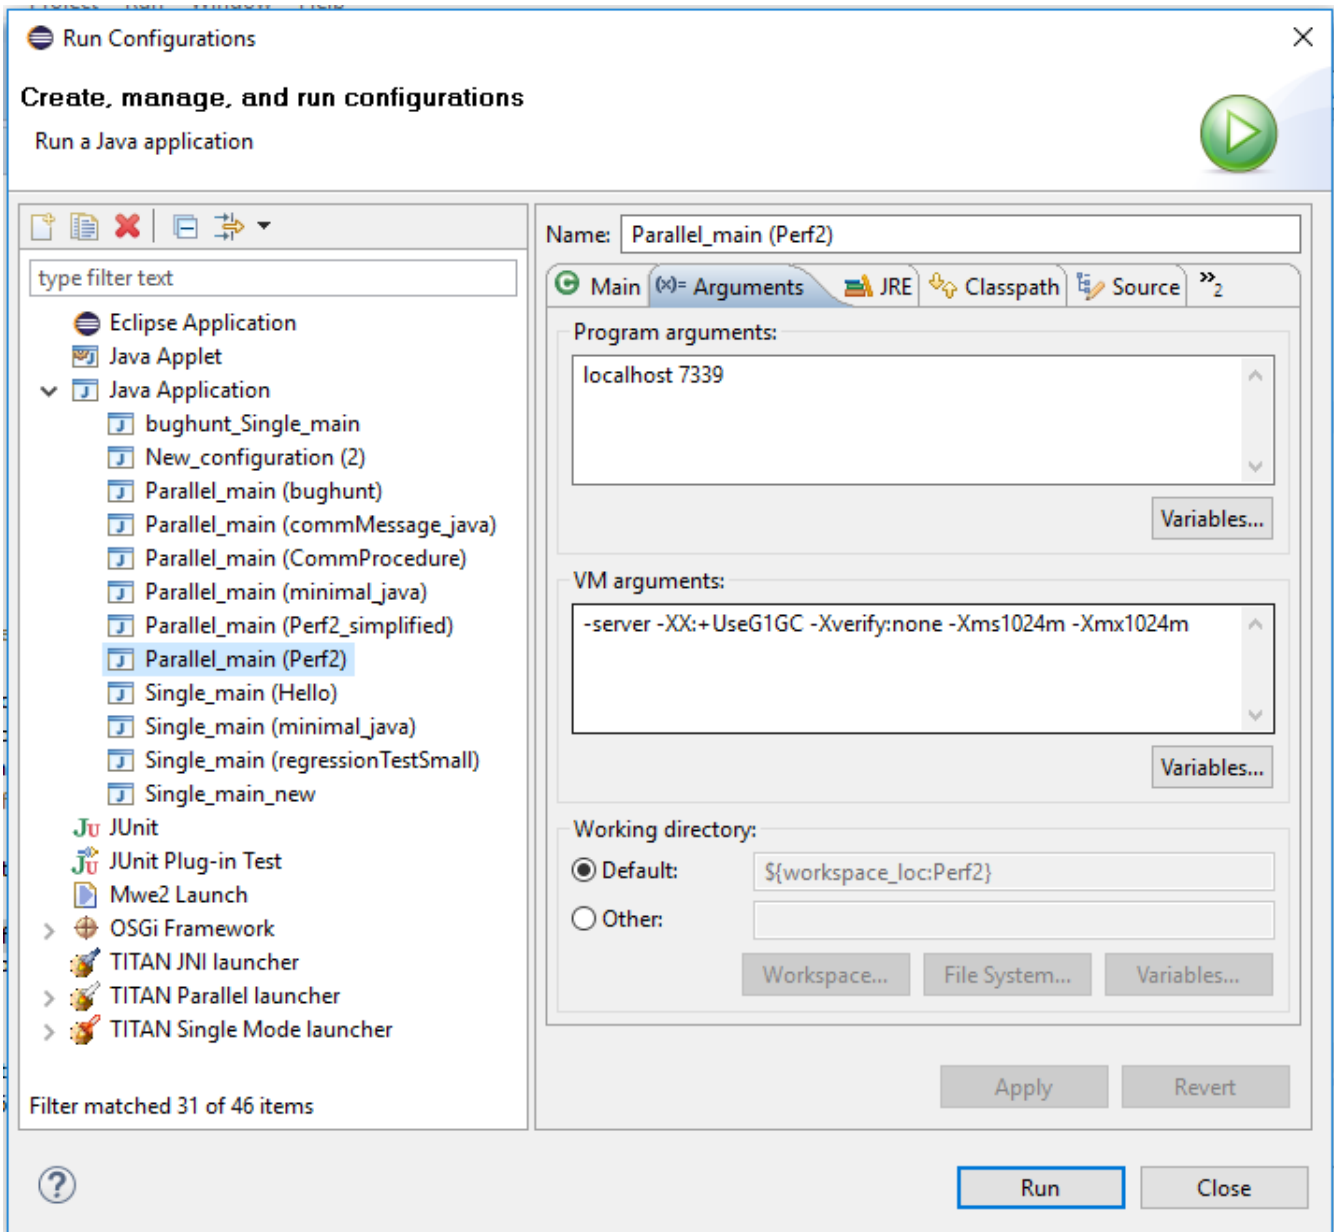 Project Run Window Help
Run Configurations
Create, manage, and run configurations
Run a Java application
type filter text
Eclipse Application
Java Applet
Java Application
bughunt_Single_main
New_configuration (2)
Parallel_main (bughunt)
Parallel_main (commMessage_java)
Parallel_main (CommProcedure)
Parallel_main (minimal_java)
Parallel_main (Perf2_simplified)
Parallel_main (Perf2)
Single_main (Hello)
Single_main (minimal_java)
Single_main (regressionTestSmall)
Single_main_new
JUnit
JUnit Plug-in Test
Mwe2 Launch
OSGi Framework
TITAN JNI launcher
TITAN Parallel launcher
TITAN Single Mode launcher
Filter matched 31 of 46 items
Name: Parallel_main (Perf2)
Main (x)= Arguments JRE Classpath Source »2
Program arguments:
localhost 7339
Variables...
VM arguments:
-server -XX:+UseG1GC -Xverify:none -Xms1024m -Xmx1024m
Variables...
Working directory:
Default: ${workspace_loc:Perf2}
Other:
Workspace... File System... Variables...
Apply Revert
Run Close